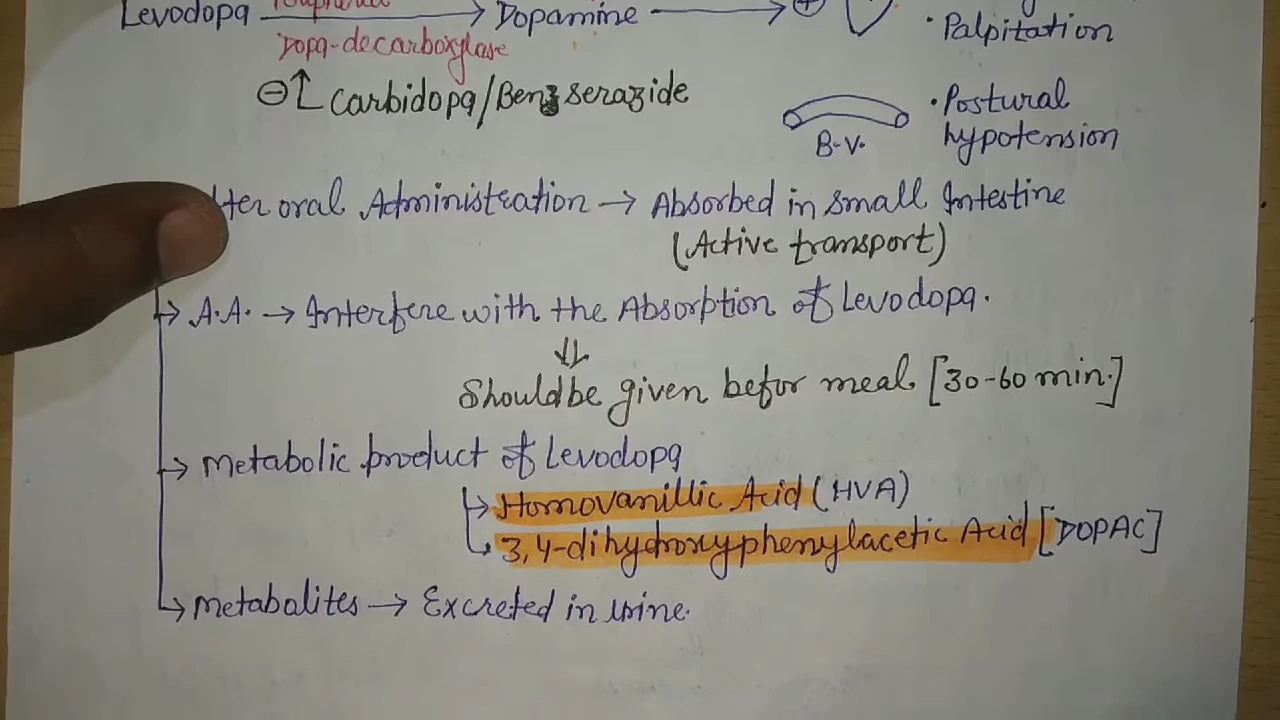 Levodopa → Dopamine → ⊕
Dopa-decarboxylase
· Palpitation
⊖ Carbidopa/Benzserazide
· Postural
hypotension
B.V.
oral Administration → Absorbed in small Intestine
(Active transport)
→ A.A. → Interfere with the Absorption of Levodopa.
⇓
Should be given befor meal [30-60 min.]
→ Metabolic product of Levodopa
→ Homovanillic Acid (HVA)
→ 3,4-dihydroxyphenylacetic Acid [DOPAC]
→ metabalites → Excreted in urine.